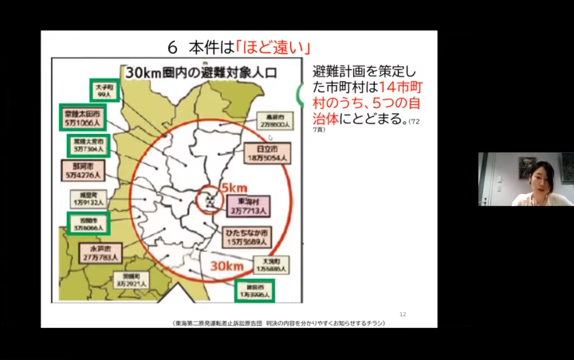 6 本件は「ほど遠い」
30km圏内の避難対象人口
避難計画を策定し
た市町村は14市町
村のうち、5つの自
治体にとどまる。(72
7頁)
大子町
99人
常陸太田市
5万1066人
常陸大宮市
那珂市
5万4276人
城里町
1万9132人
笠間市
水戸市
27万783人
茨城町
3万2921人
高萩市
日立市
18万5054人
5km
東海村
3万7713人
ひたちなか市
15万5689人
大洗町
30km
鉾田市
12
(東海第二原発運転差止訴訟原告団 判決の内容を分かりやすくお知らせするチラシ)